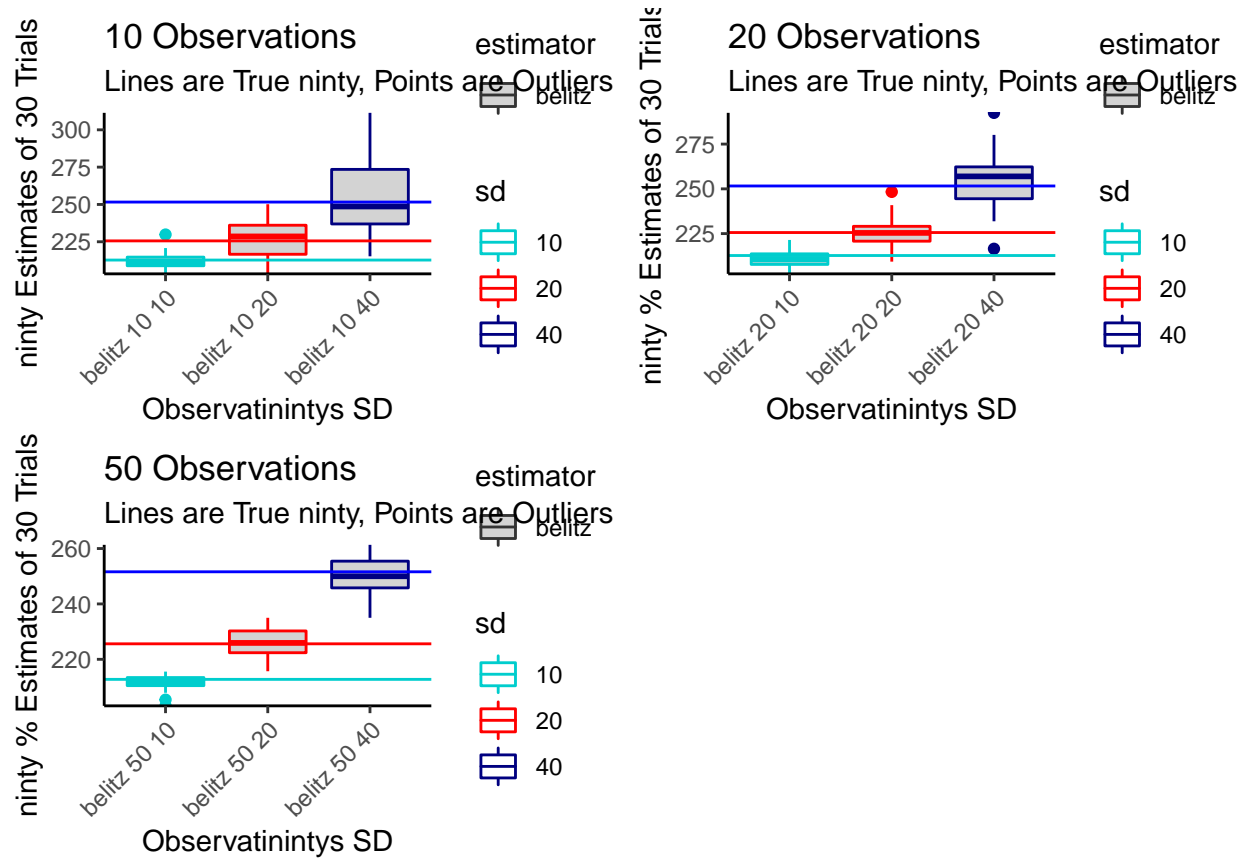 10 Observations
Lines are True ninty, Points are Outliers
ninty Estimates of 30 Trials
300
275
250
225
belitz 10 10
belitz 10 20
belitz 10 40
Observatinintys SD
estimator
belitz
sd
10
20
40
20 Observations
Lines are True ninty, Points are Outliers
ninty % Estimates of 30 Trials
275
250
225
belitz 20 10
belitz 20 20
belitz 20 40
Observatinintys SD
estimator
belitz
sd
10
20
40
50 Observations
Lines are True ninty, Points are Outliers
ninty % Estimates of 30 Trials
260
240
220
belitz 50 10
belitz 50 20
belitz 50 40
Observatinintys SD
estimator
belitz
sd
10
20
40